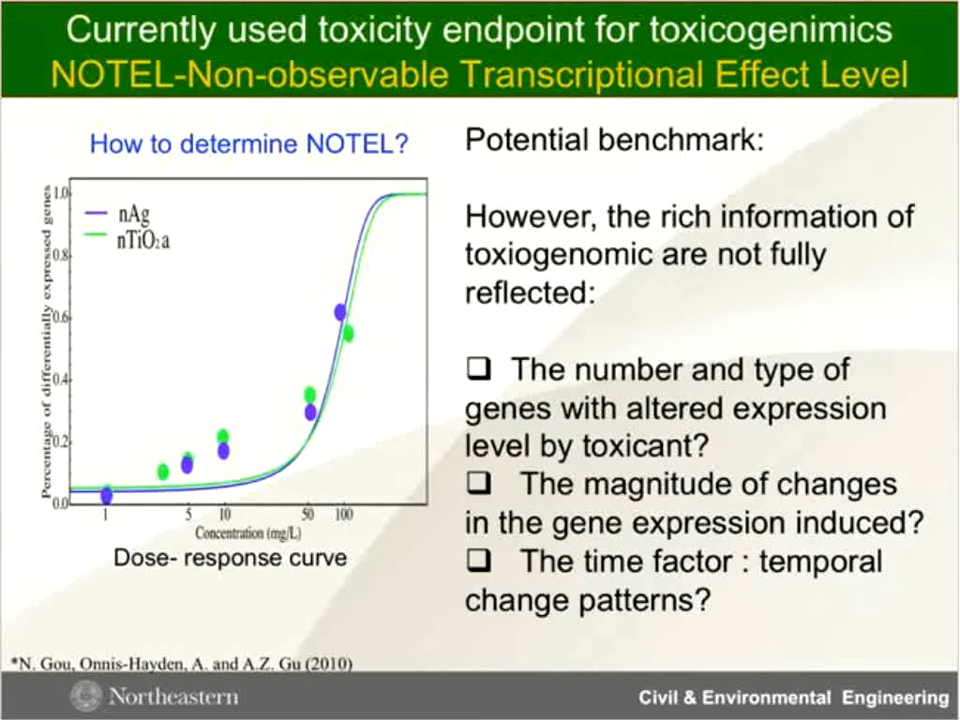 Currently used toxicity endpoint for toxicogenimics
NOTEL-Non-observable Transcriptional Effect Level
How to determine NOTEL?
Percentage of differentially expressed genes
1.0
0.8
0.6
0.4
0.2
0.0
nAg
nTiO2a
1
5
10
50
100
Concentration (mg/L)
Dose- response curve
Potential benchmark:
However, the rich information of
toxiogenomic are not fully
reflected:
❑ The number and type of
genes with altered expression
level by toxicant?
❑ The magnitude of changes
in the gene expression induced?
❑ The time factor : temporal
change patterns?
*N. Gou, Onnis-Hayden, A. and A.Z. Gu (2010)
Northeastern
Civil & Environmental Engineering